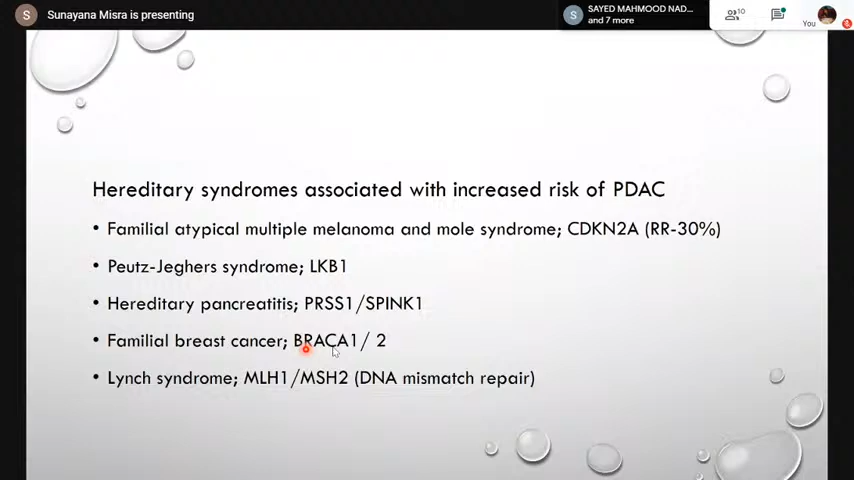 S
Sunayana Misra is presenting
S
SAYED MAHMOOD NAD...
and 7 more
10
You
Hereditary syndromes associated with increased risk of PDAC
• Familial atypical multiple melanoma and mole syndrome; CDKN2A (RR-30%)
• Peutz-Jeghers syndrome; LKB1
• Hereditary pancreatitis; PRSS1/SPINK1
• Familial breast cancer; BRACA1/ 2
• Lynch syndrome; MLH1/MSH2 (DNA mismatch repair)